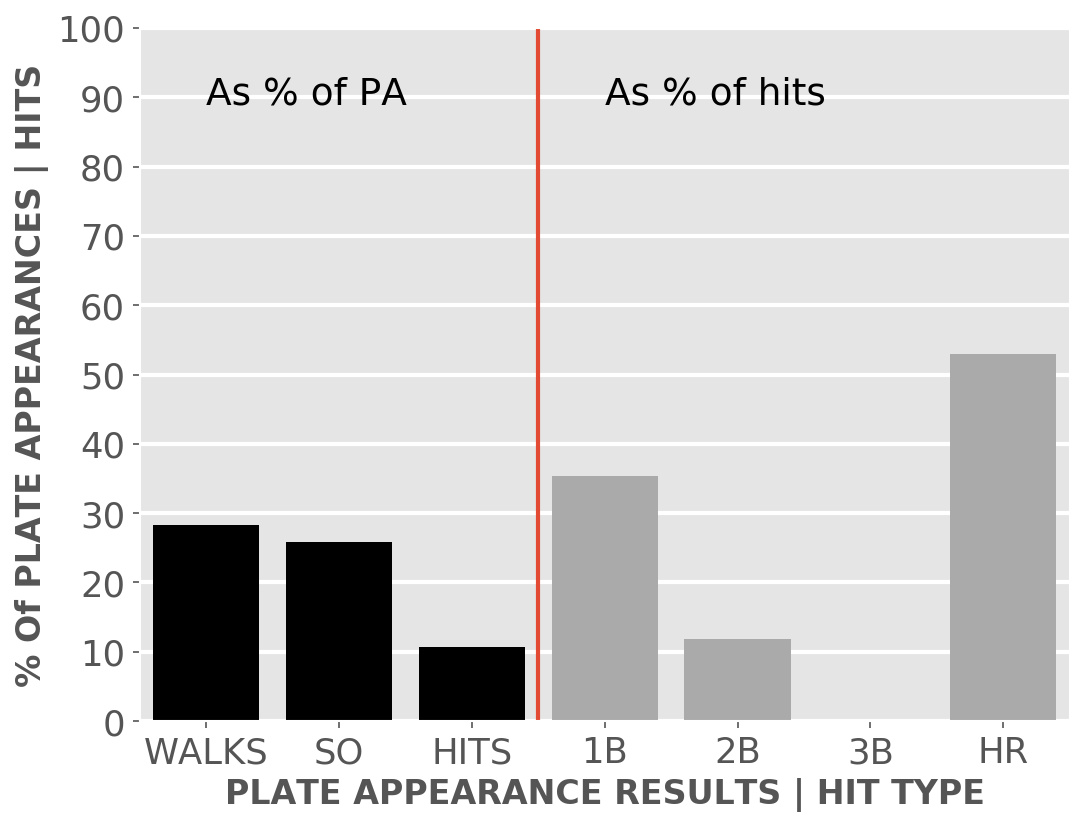 % Of PLATE APPEARANCES | HITS
100
90
80
70
60
50
40
30
20
10
0
As % of PA
As % of hits
WALKS SO HITS 1B 2B 3B HR
PLATE APPEARANCE RESULTS | HIT TYPE